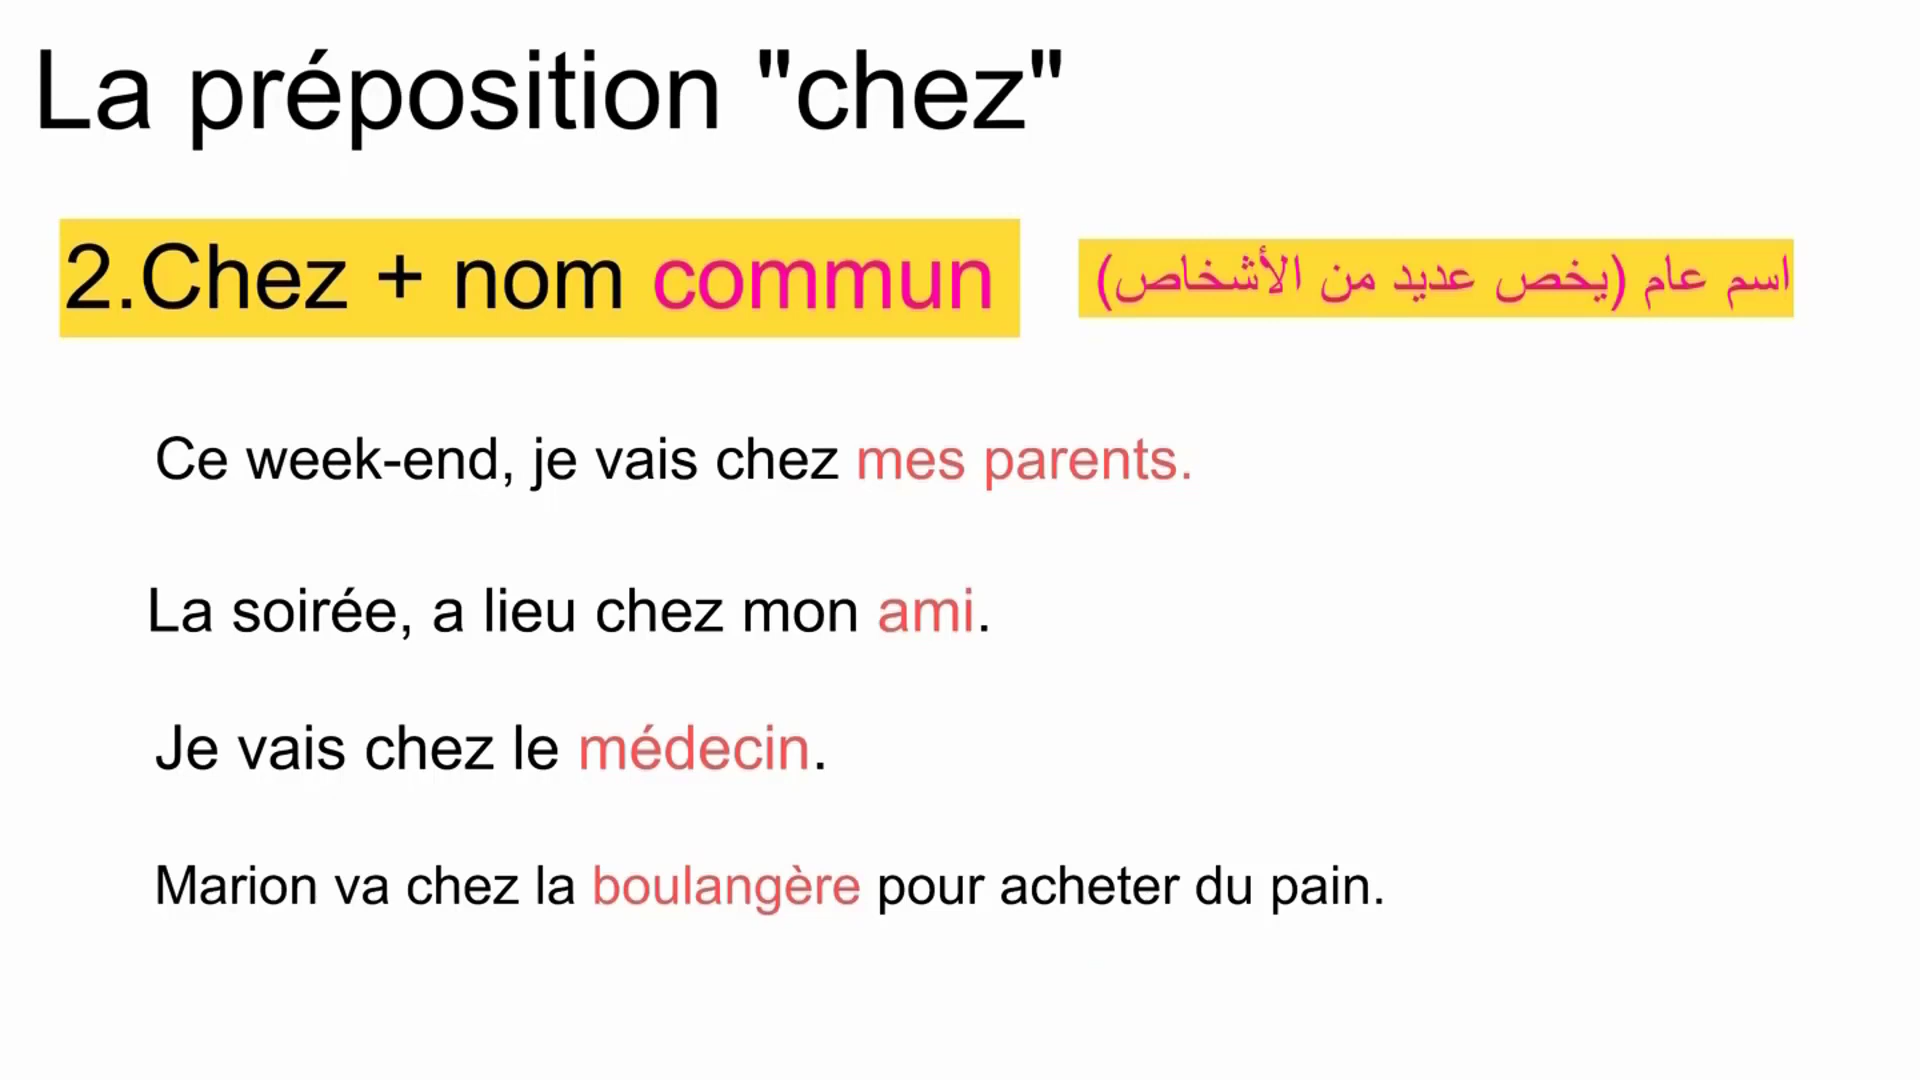 La préposition "chez"
2.Chez + nom commun
اسم عام (يخص عديد من الأشخاص)
Ce week-end, je vais chez mes parents.
La soirée, a lieu chez mon ami.
Je vais chez le médecin.
Marion va chez la boulangère pour acheter du pain.